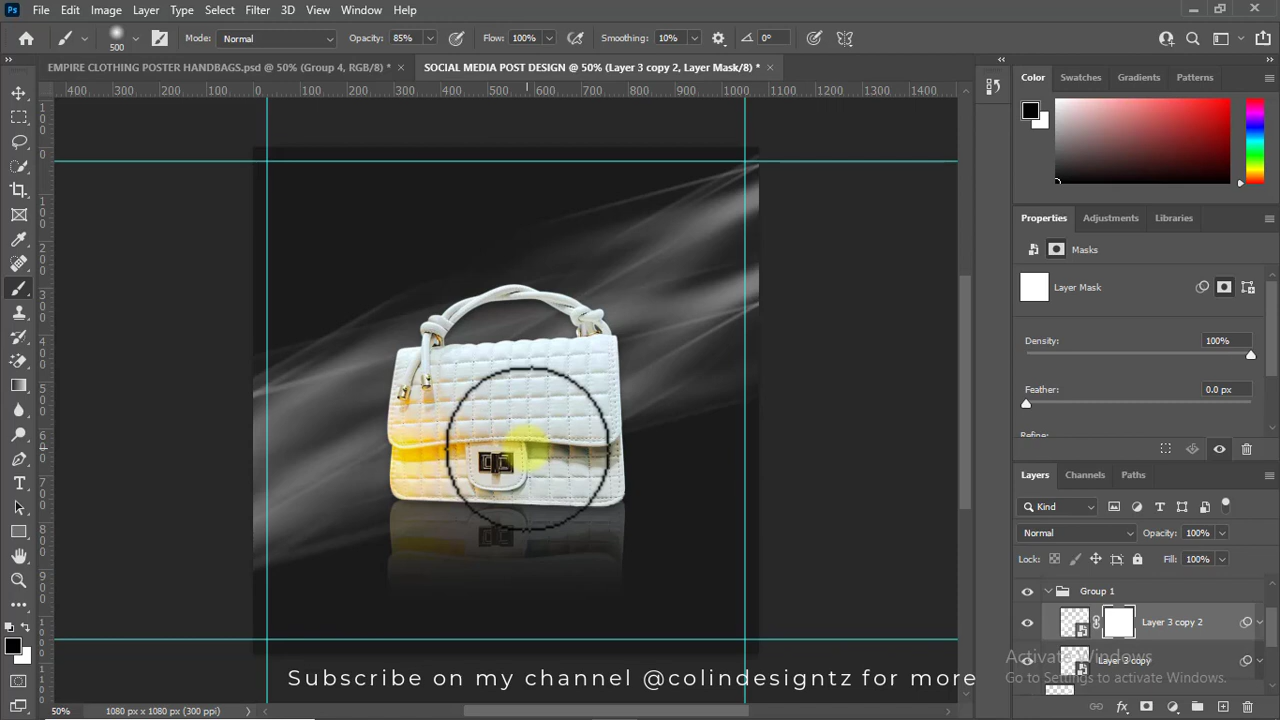 Ps File Edit Image Layer Type Select Filter 3D View Window Help
500 Mode: Normal Opacity: 85% Flow: 100% Smoothing: 10% 0°
EMPIRE CLOTHING POSTER HANDBAGS.psd @ 50% (Group 4, RGB/8) * × SOCIAL MEDIA POST DESIGN @ 50% (Layer 3 copy 2, Layer Mask/8) * ×
400 300 200 100 0 100 200 300 400 500 600 700 800 900 1000 1100 1200 1300 1400
Color Swatches Gradients Patterns
Properties Adjustments Libraries
Masks
Layer Mask
Density: 100%
Feather: 0.0 px
Refine:
Layers Channels Paths
Kind
Normal Opacity: 100%
Lock: Fill: 100%
Group 1
Layer 3 copy 2
Layer 3 copy
Activate Windows
Go to Settings to activate Windows.
Subscribe on my channel @colindesigntz for more
50% 1080 px x 1080 px (300 ppi)